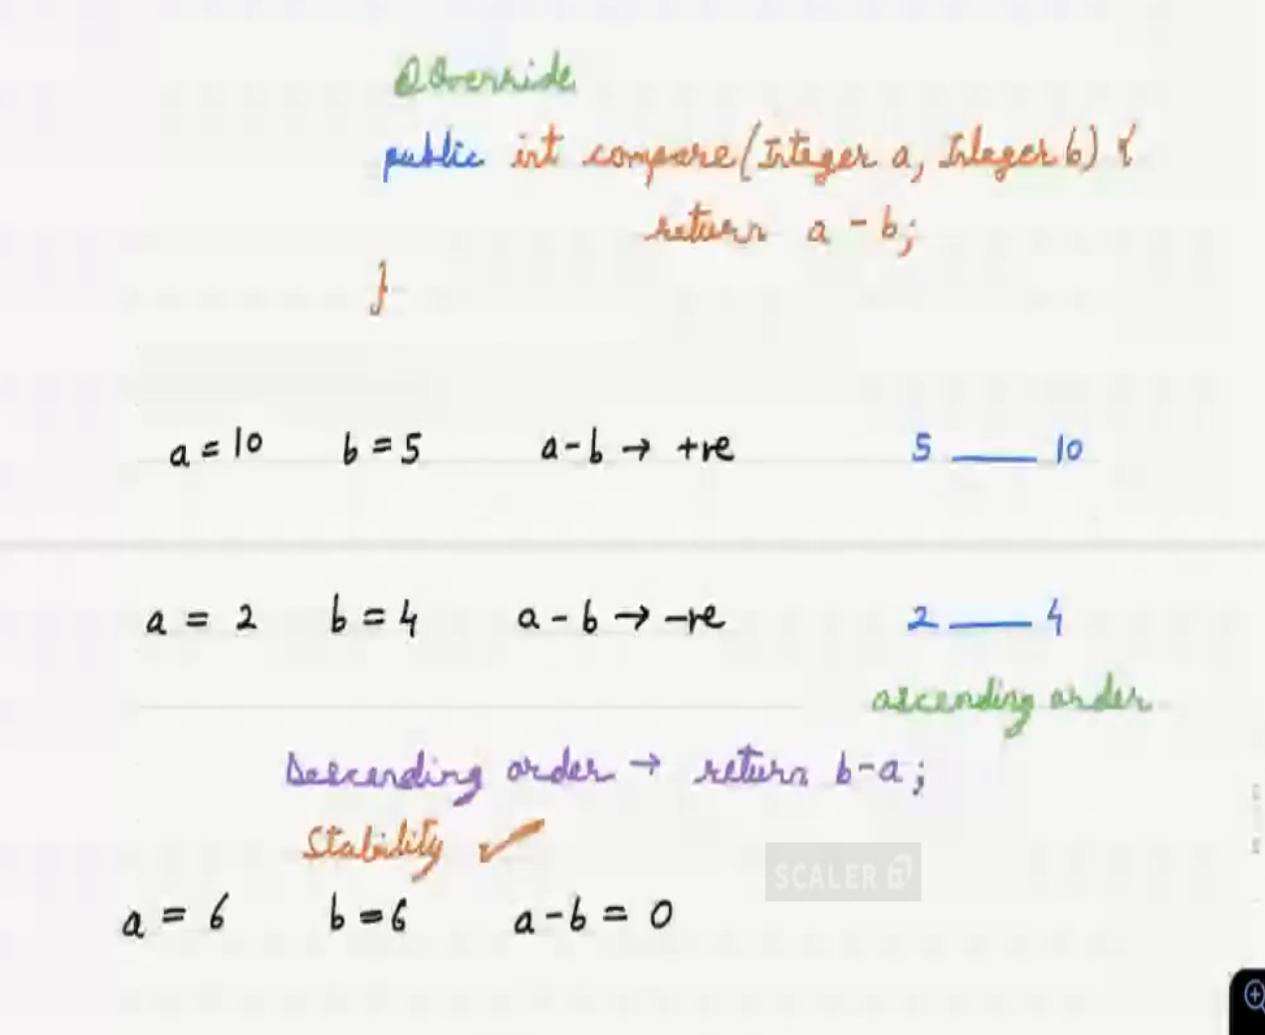 @Override
public int compare(Integer a, Integer b) {
return a - b;
}
a = 10 b = 5 a - b → +ve 5 ___ 10
a = 2 b = 4 a - b → -ve 2 ___ 4
ascending order
Descending order → return b-a;
Stability ✓
SCALER
a = 6 b = 6 a - b = 0